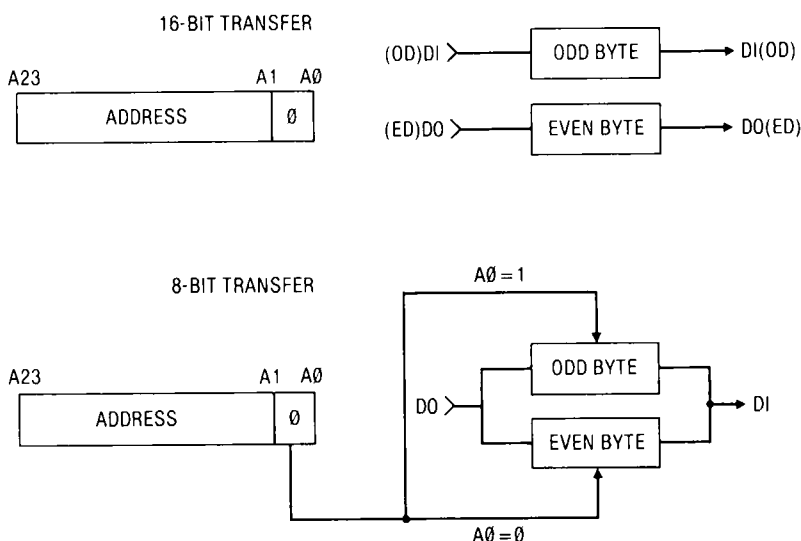 16-BIT TRANSFER
A23 A1 AØ
ADDRESS Ø
(OD)DI ODD BYTE DI(OD)
(ED)DO EVEN BYTE DO(ED)
8-BIT TRANSFER
A23 A1 AØ
ADDRESS Ø
AØ = 1
ODD BYTE
DO DI
EVEN BYTE
AØ = Ø